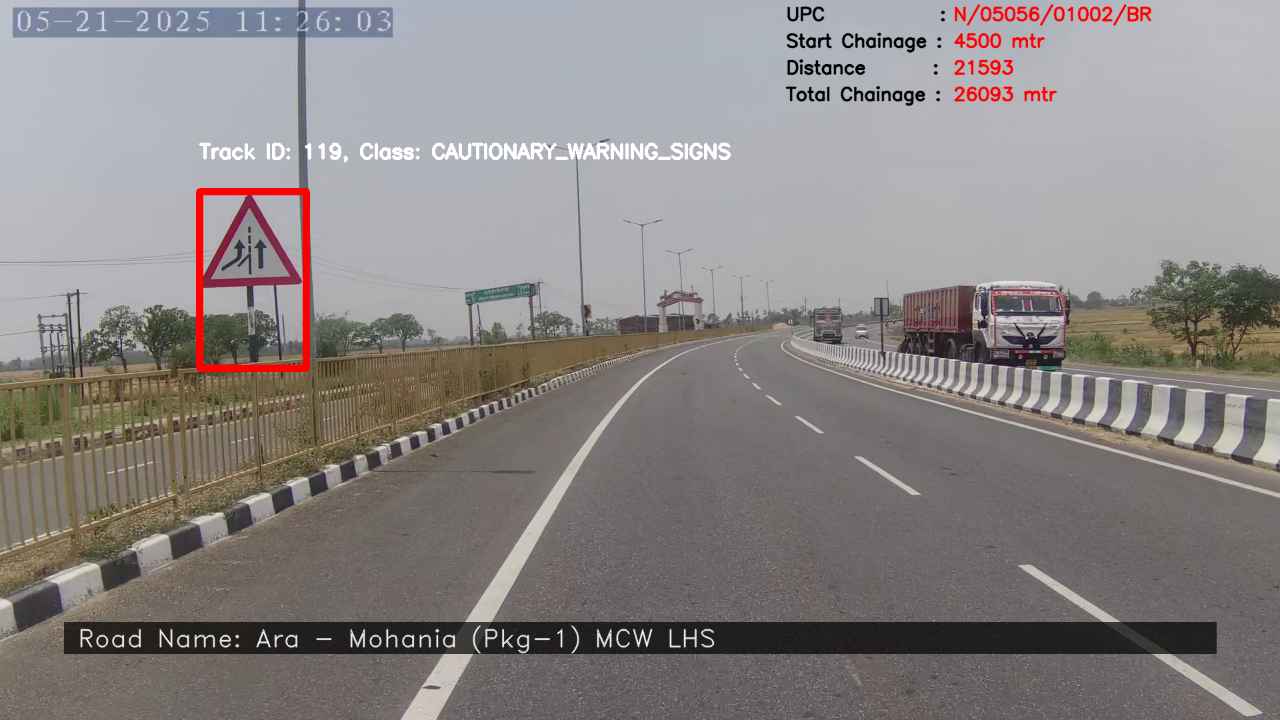 05-21-2025 11:26:03
UPC : N/05056/01002/BR
Start Chainage : 4500 mtr
Distance : 21593
Total Chainage : 26093 mtr
Track ID: 119, Class: CAUTIONARY_WARNING_SIGNS
Road Name: Ara - Mohania (Pkg-1) MCW LHS